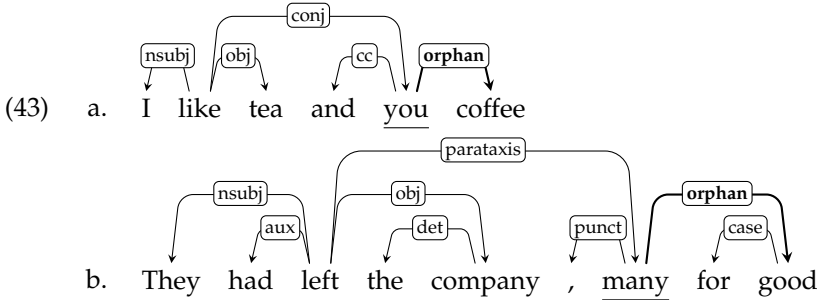 conj
nsubj obj cc orphan
(43) a. I like tea and you coffee
parataxis
nsubj obj orphan
aux det punct case
b. They had left the company , many for good